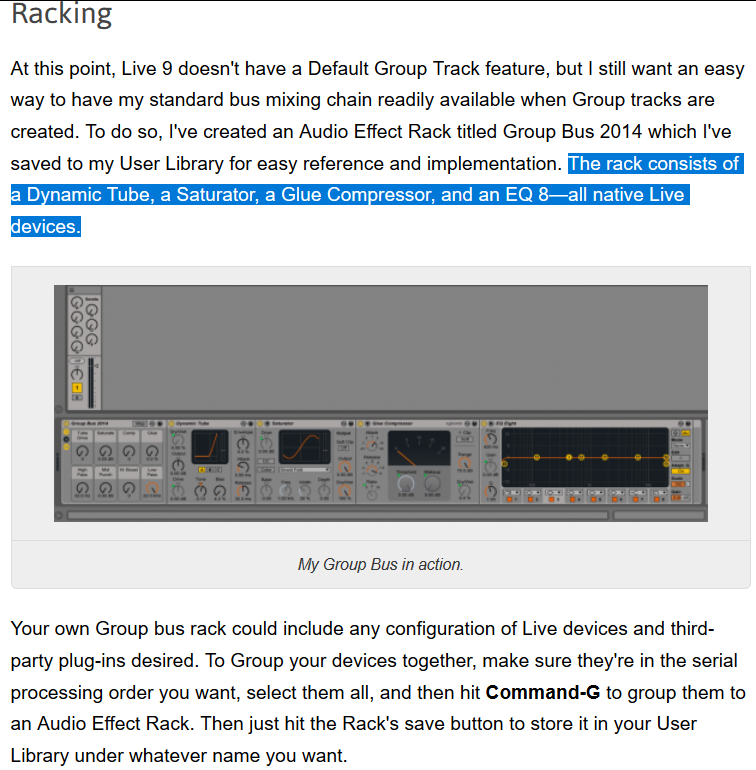 Racking
At this point, Live 9 doesn't have a Default Group Track feature, but I still want an easy
way to have my standard bus mixing chain readily available when Group tracks are
created. To do so, I've created an Audio Effect Rack titled Group Bus 2014 which I've
saved to my User Library for easy reference and implementation. The rack consists of
a Dynamic Tube, a Saturator, a Glue Compressor, and an EQ 8—all native Live
devices.
Sends
Group Bus 2014
Dynamic Tube
Saturator
Glue Compressor
EQ Eight
Threshold
Makeup
My Group Bus in action.
Your own Group bus rack could include any configuration of Live devices and third-
party plug-ins desired. To Group your devices together, make sure they're in the serial
processing order you want, select them all, and then hit Command-G to group them to
an Audio Effect Rack. Then just hit the Rack's save button to store it in your User
Library under whatever name you want.